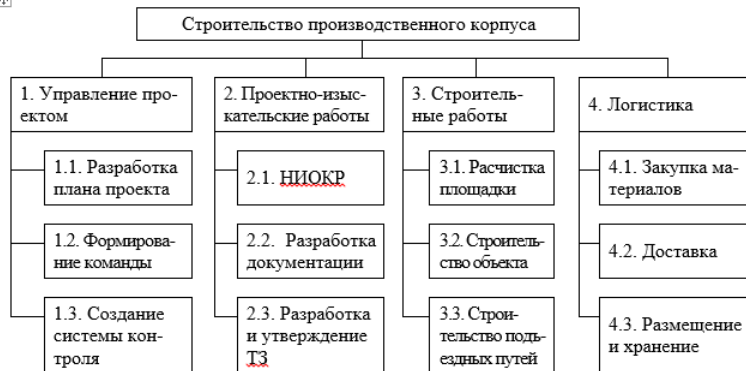 Строительство производственного корпуса
1. Управление про-
ектом
2. Проектно-изыс-
кательские работы
3. Строитель-
ные работы
4. Логистика
1.1. Разработка
плана проекта
2.1. НИОКР
3.1. Расчистка
площадки
4.1. Закупка ма-
териалов
1.2. Формирова-
ние команды
2.2. Разработка
документации
3.2. Строитель-
ство объекта
4.2. Доставка
1.3. Создание
системы кон-
троля
2.3. Разработка
и утверждение
ТЗ
3.3. Строи-
тельство подъ-
ездных путей
4.3. Размещение
и хранение